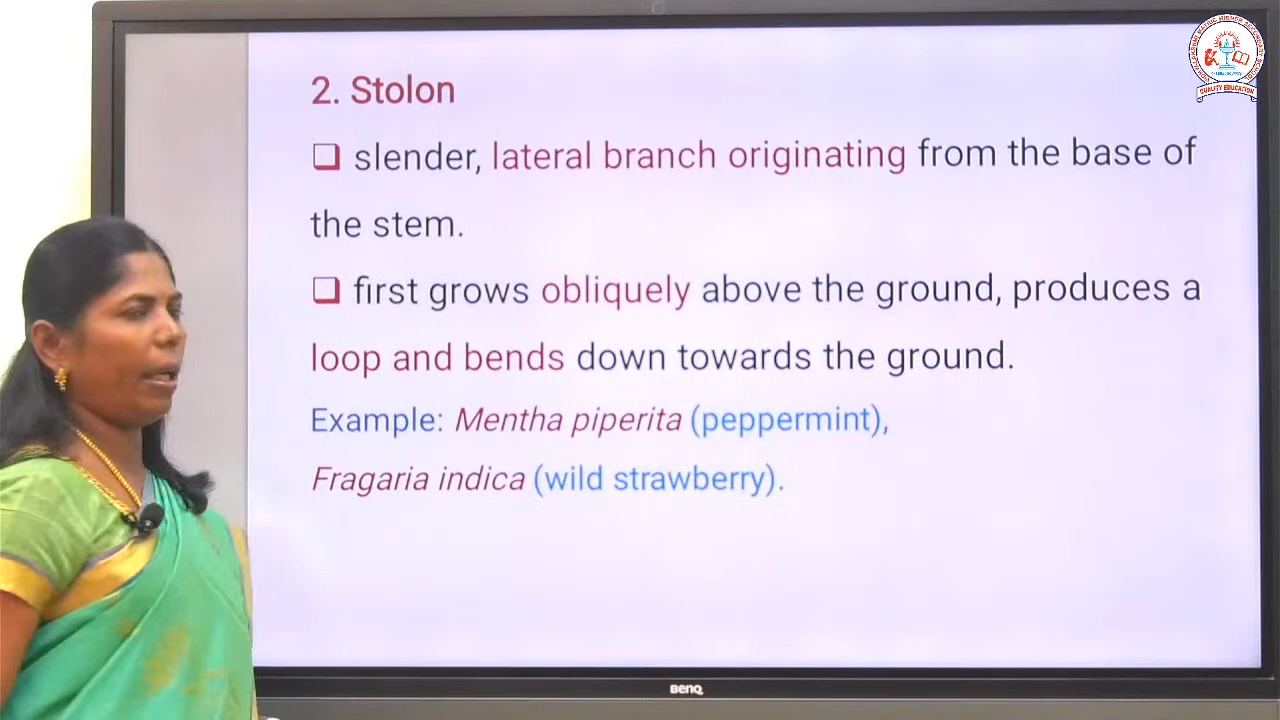 2. Stolon
❑ slender, lateral branch originating from the base of
the stem.
❑ first grows obliquely above the ground, produces a
loop and bends down towards the ground.
Example: Mentha piperita (peppermint),
Fragaria indica (wild strawberry).
QUALITY EDUCATION
BenQ